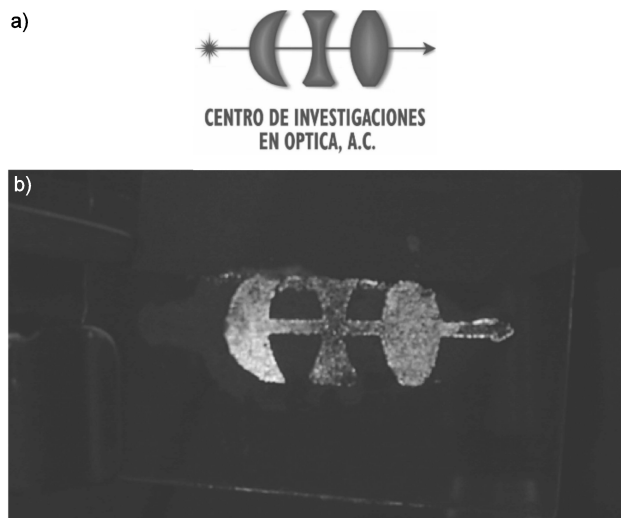 a)
CENTRO DE INVESTIGACIONES
EN OPTICA, A.C.
b)